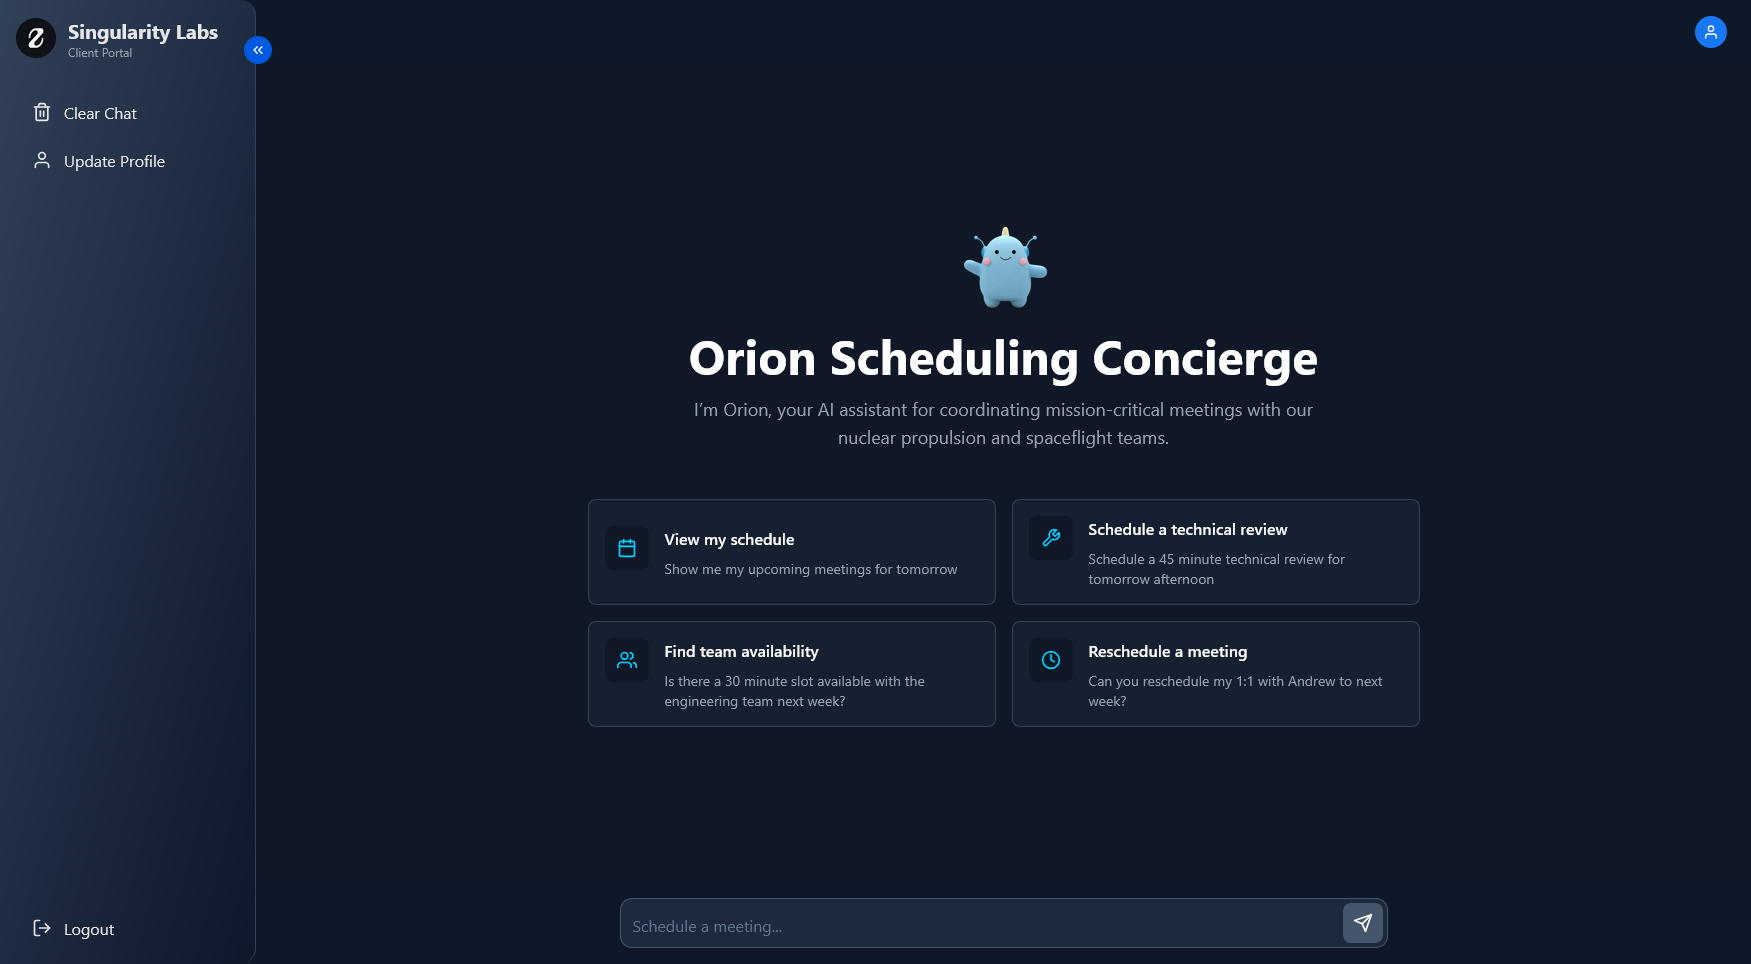 Singularity Labs
Client Portal
Clear Chat
Update Profile
Logout
Orion Scheduling Concierge
I'm Orion, your AI assistant for coordinating mission-critical meetings with our
nuclear propulsion and spaceflight teams.
View my schedule
Show me my upcoming meetings for tomorrow
Schedule a technical review
Schedule a 45 minute technical review for
tomorrow afternoon
Find team availability
Is there a 30 minute slot available with the
engineering team next week?
Reschedule a meeting
Can you reschedule my 1:1 with Andrew to next
week?
Schedule a meeting...